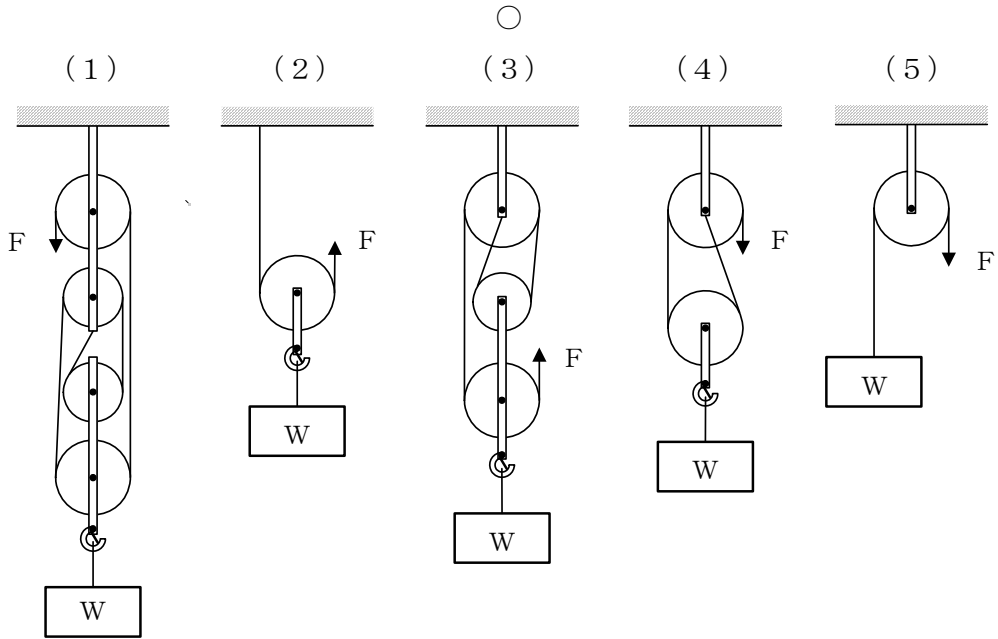 ○
（１） （２） （３） （４） （５）
F F F F F
W W W W W